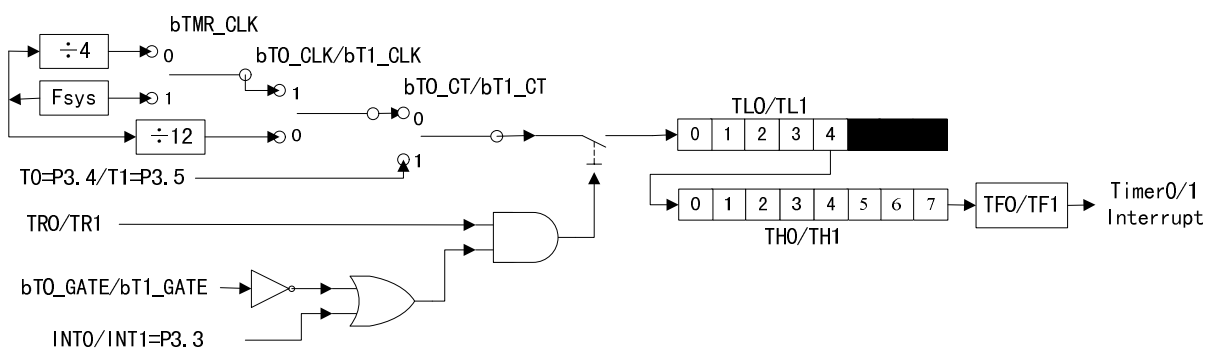 bTMR_CLK
÷4
0
bT0_CLK/bT1_CLK
Fsys
1
1
bT0_CT/bT1_CT
0
÷12
0
TL0/TL1
0 1 2 3 4
1
T0=P3.4/T1=P3.5
0 1 2 3 4 5 6 7
TF0/TF1
Timer0/1
Interrupt
TH0/TH1
TR0/TR1
bT0_GATE/bT1_GATE
INT0/INT1=P3.3